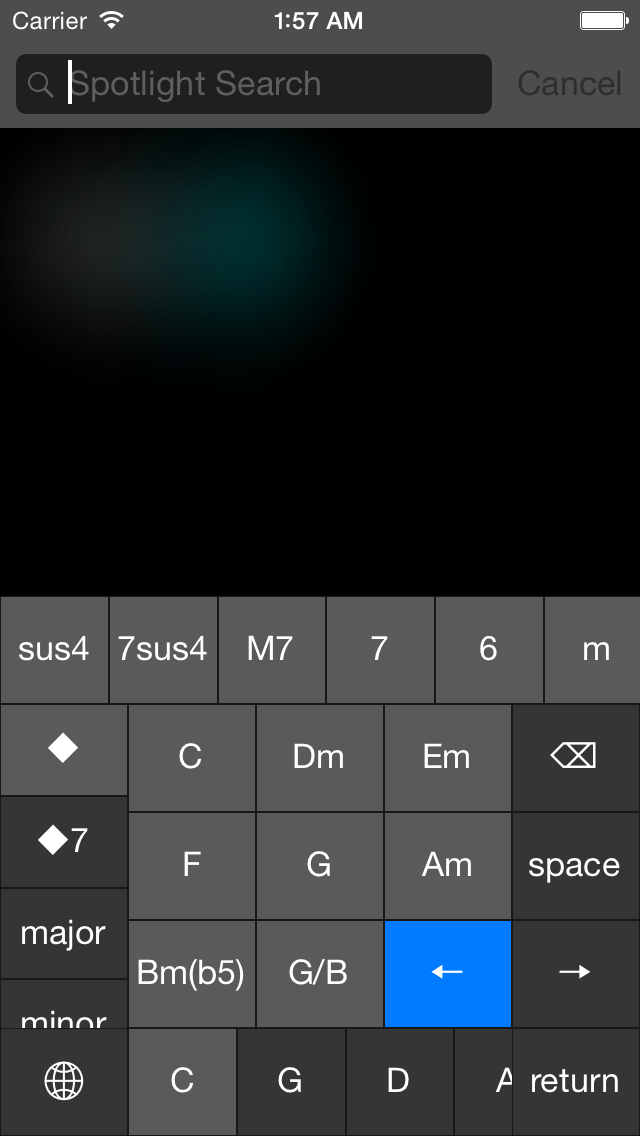 Carrier 1:57 AM
Spotlight Search Cancel
sus4 7sus4 M7 7 6 m
◆ C Dm Em ⌫
◆7 F G Am space
major
Bm(b5) G/B ← →
minor
C G D A return